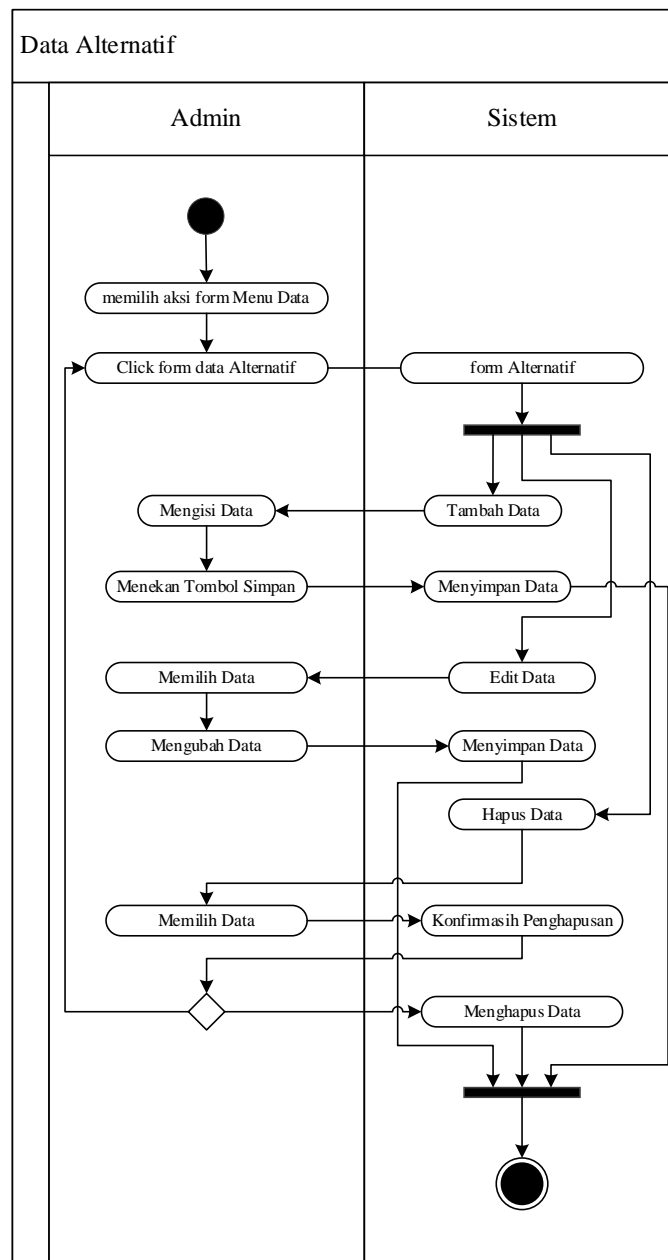 Data Alternatif
Admin
Sistem
memilih aksi form Menu Data
Click form data Alternatif
form Alternatif
Mengisi Data
Tambah Data
Menekan Tombol Simpan
Menyimpan Data
Memilih Data
Edit Data
Mengubah Data
Menyimpan Data
Hapus Data
Memilih Data
Konfirmasih Penghapusan
Menghapus Data